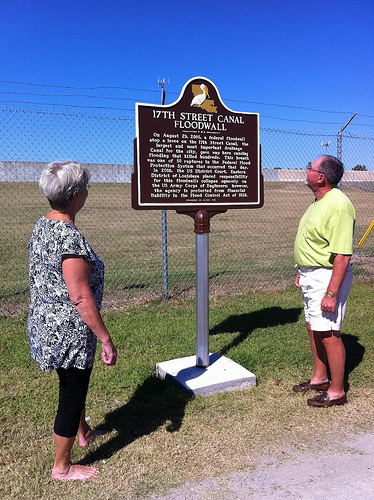 17TH STREET CANAL
FLOODWALL
On August 29, 2005, a federal floodwall
atop a levee on the 17th Street Canal, the
largest and most important drainage
canal for the city, gave way here causing
flooding that killed hundreds. This breach
was one of 50 ruptures in the Federal Flood
Protection System that occurred that day.
In 2008, the US District Court, Eastern
District of Louisiana placed responsibility
for this floodwall's collapse squarely on
the US Army Corps of Engineers; however,
the agency is protected from financial
liability in the Flood Control Act of 1928.